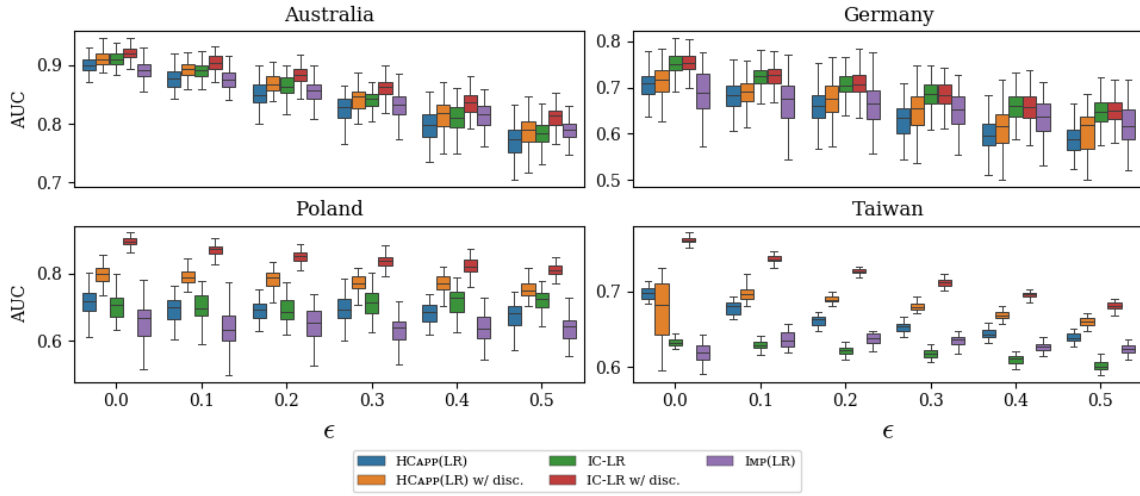 Australia
Germany
AUC
0.9
0.8
0.7
0.8
0.7
0.6
0.5
Poland
Taiwan
AUC
0.8
0.6
0.7
0.6
0.0 0.1 0.2 0.3 0.4 0.5
0.0 0.1 0.2 0.3 0.4 0.5
ϵ
ϵ
HCAPP(LR)
HCAPP(LR) w/ disc.
IC-LR
IC-LR w/ disc.
IMP(LR)